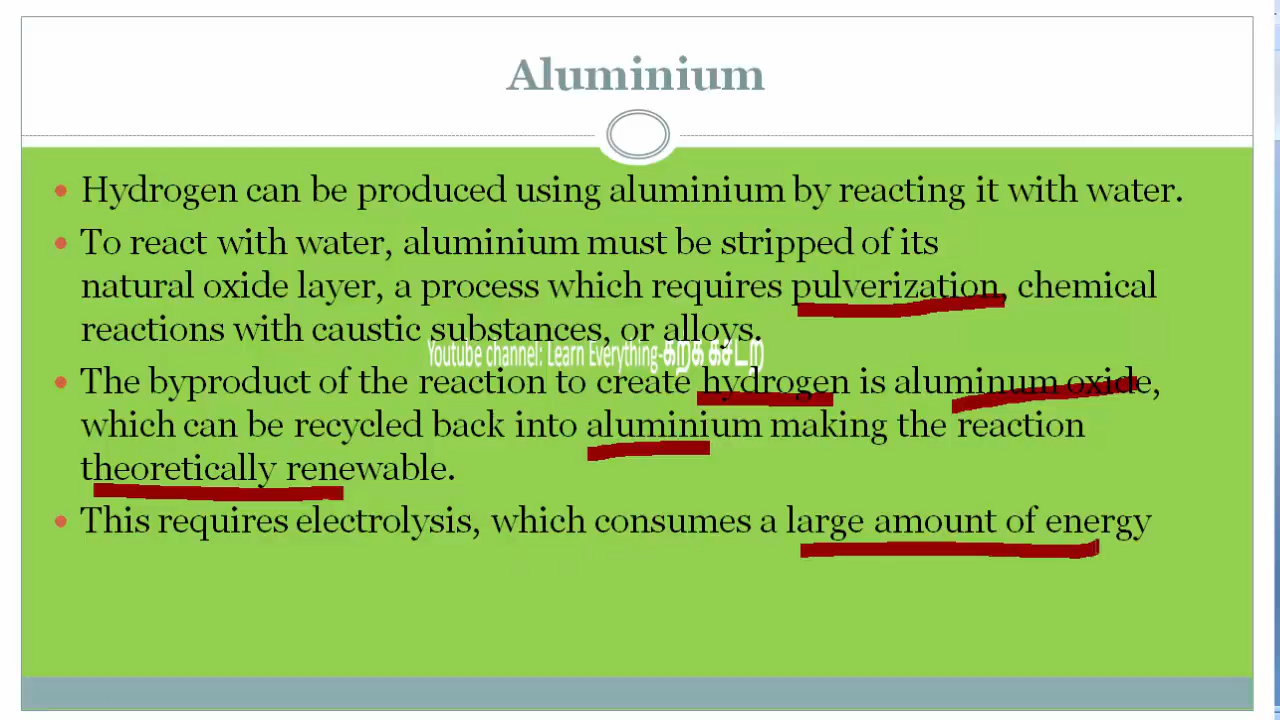 Aluminium
• Hydrogen can be produced using aluminium by reacting it with water.
• To react with water, aluminium must be stripped of its
natural oxide layer, a process which requires pulverization, chemical
reactions with caustic substances, or alloys.
Youtube channel: Learn Everything-கற்க கசடற
• The byproduct of the reaction to create hydrogen is aluminum oxide,
which can be recycled back into aluminium making the reaction
theoretically renewable.
• This requires electrolysis, which consumes a large amount of energy